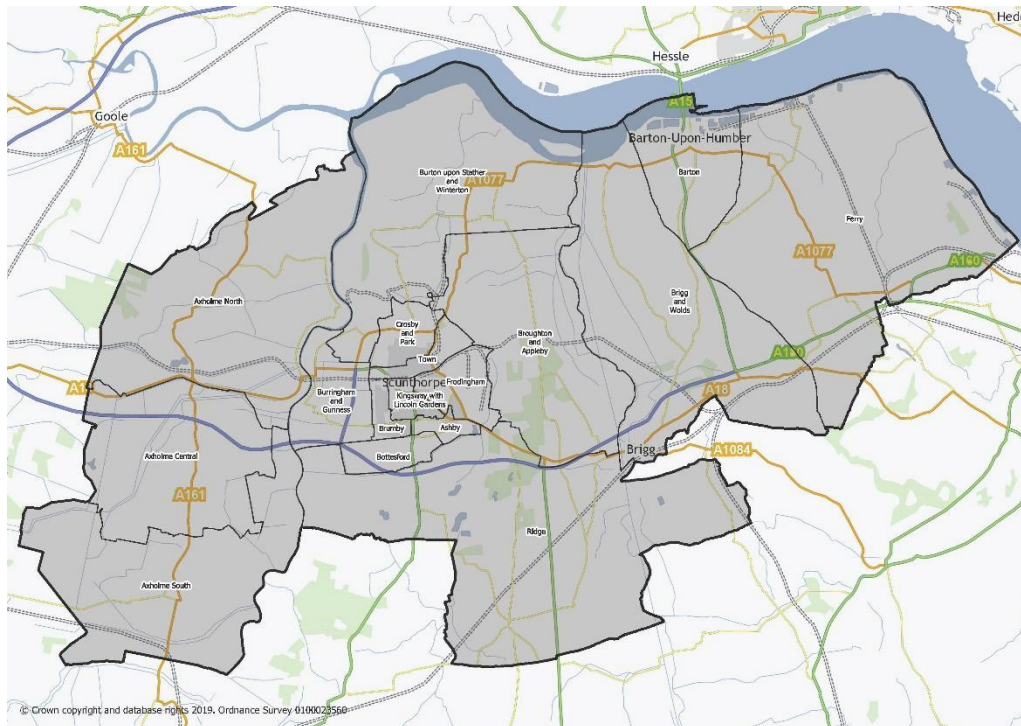 Hessle
Goole
A161
A15
Barton-Upon-Humber
Burton upon Stather
and
Winterton
A1077
Barton
Ferry
A1077
A160
Axholme North
Brigg
and
Wolds
Crosby
and
Park
Broughton
and
Appleby
Town
A180
Scunthorpe
Frodingham
Burringham
and
Gunness
Kingsway with
Lincoln Gardens
A18
Brumby
Ashby
Bottesford
Brigg
A1084
Axholme Central
A161
Ridge
Axholme South
© Crown copyright and database rights 2019. Ordnance Survey 0100023560